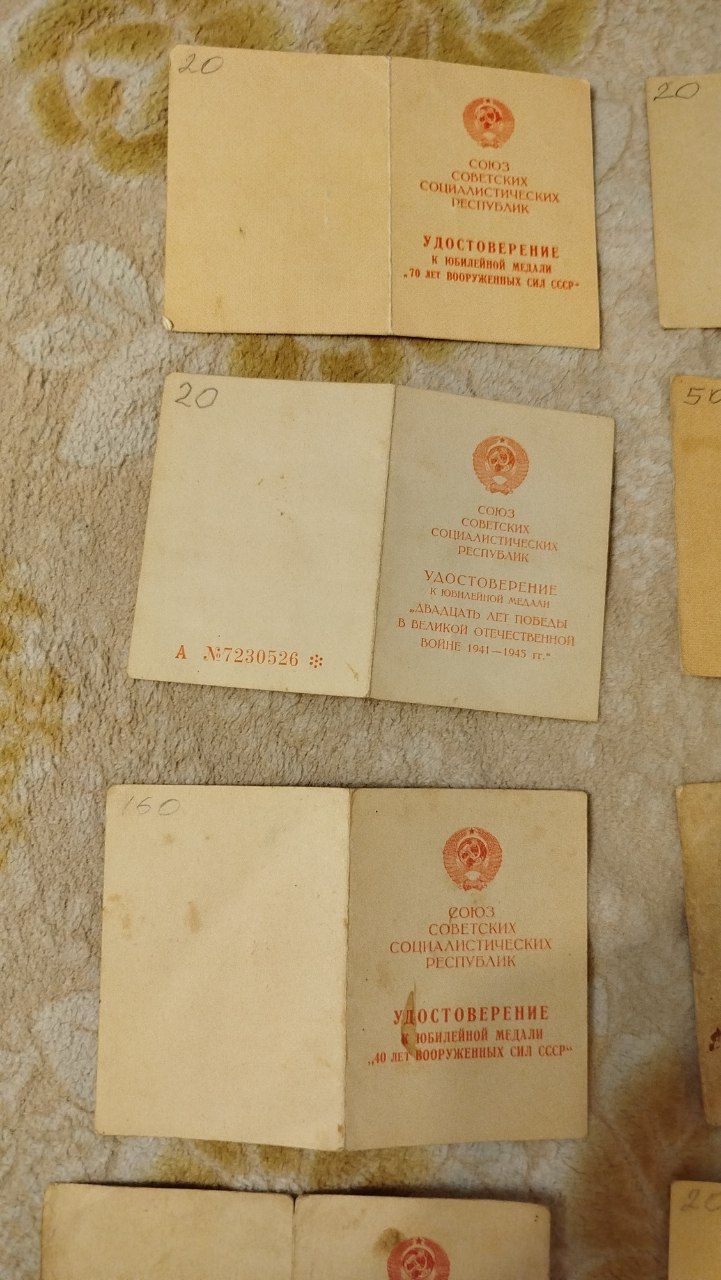 20
СОЮЗ
СОВЕТСКИХ
СОЦИАЛИСТИЧЕСКИХ
РЕСПУБЛИК
УДОСТОВЕРЕНИЕ
К ЮБИЛЕЙНОЙ МЕДАЛИ
„70 ЛЕТ ВООРУЖЕННЫХ СИЛ СССР“
20
20
СОЮЗ
СОВЕТСКИХ
СОЦИАЛИСТИЧЕСКИХ
РЕСПУБЛИК
УДОСТОВЕРЕНИЕ
К ЮБИЛЕЙНОЙ МЕДАЛИ
„ДВАДЦАТЬ ЛЕТ ПОБЕДЫ
В ВЕЛИКОЙ ОТЕЧЕСТВЕННОЙ
ВОЙНЕ 1941—1945 гг.“
А №7230526
160
СОЮЗ
СОВЕТСКИХ
СОЦИАЛИСТИЧЕСКИХ
РЕСПУБЛИК
УДОСТОВЕРЕНИЕ
К ЮБИЛЕЙНОЙ МЕДАЛИ
„40 ЛЕТ ВООРУЖЕННЫХ СИЛ СССР“